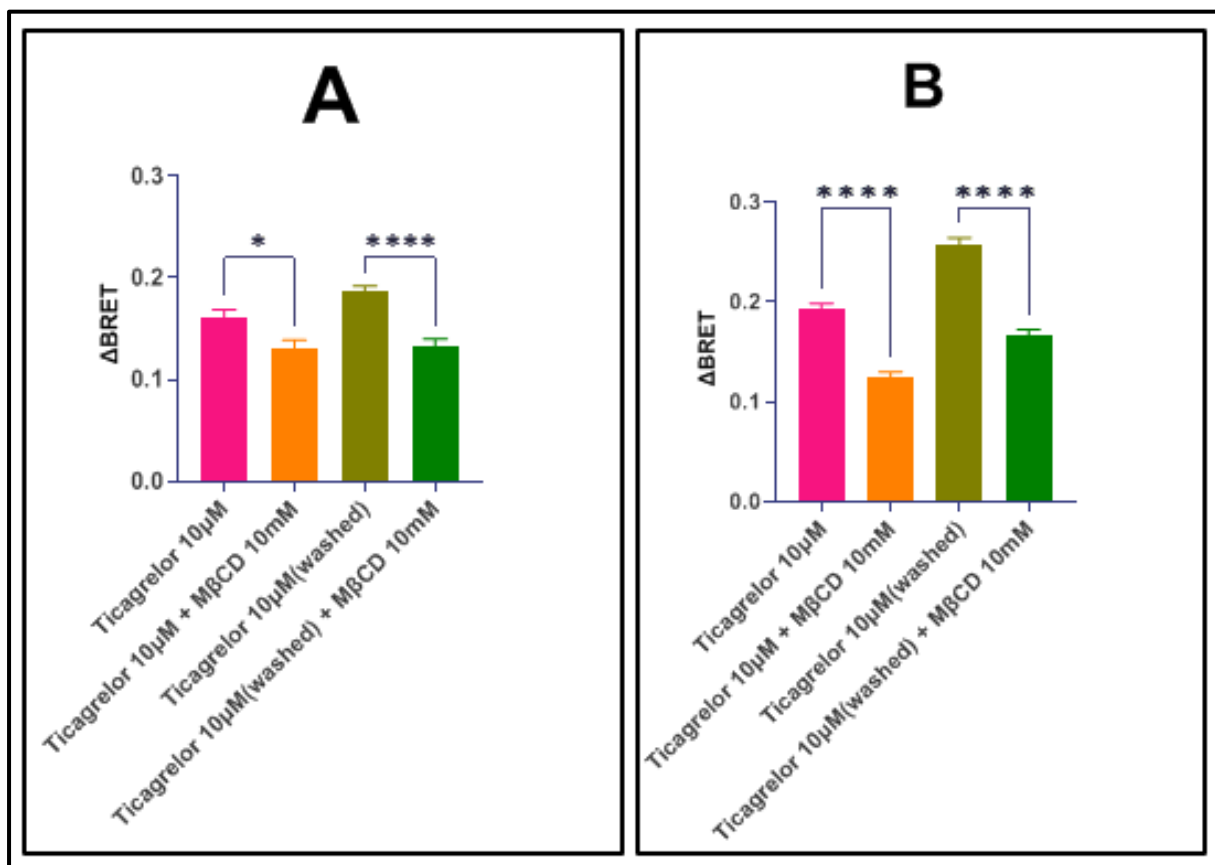 A
ΔBRET
0.3
0.2
0.1
0.0
*
****
Ticagrelor 10µM
Ticagrelor 10µM + MβCD 10mM
Ticagrelor 10µM(washed)
Ticagrelor 10µM(washed) + MβCD 10mM
B
ΔBRET
0.3
0.2
0.1
0.0
****
****
Ticagrelor 10µM
Ticagrelor 10µM + MβCD 10mM
Ticagrelor 10µM(washed)
Ticagrelor 10µM(washed) + MβCD 10mM